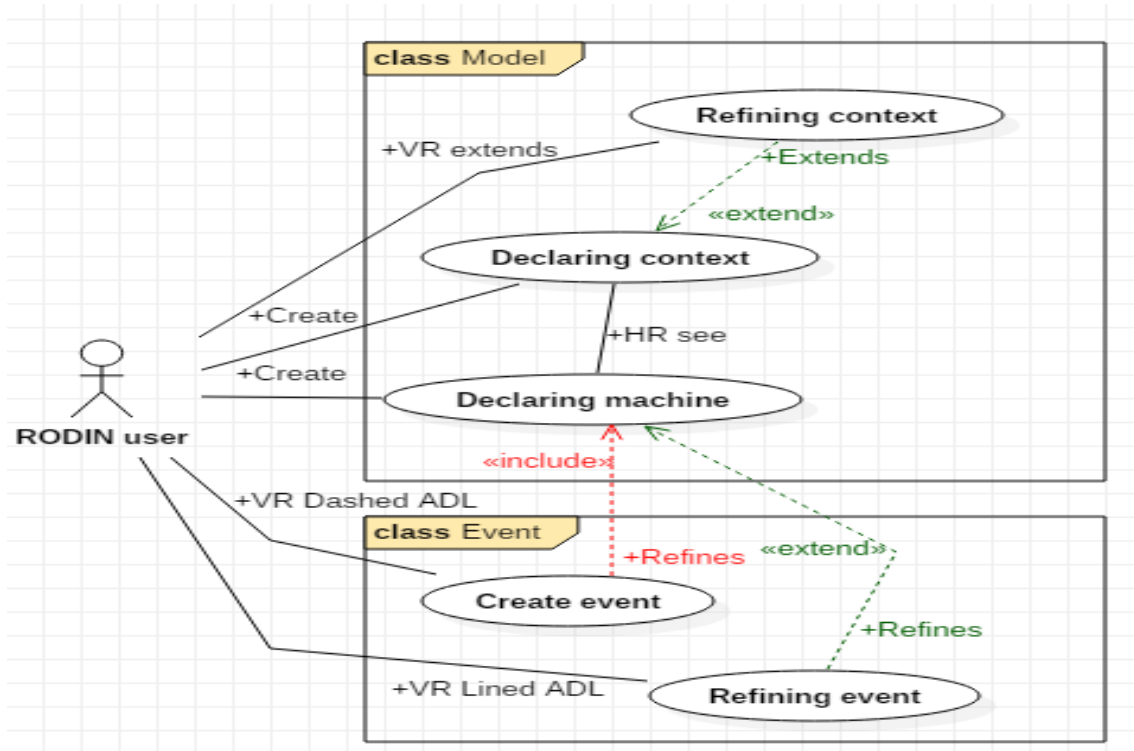 class Model
Refining context
+VR extends
+Extends
«extend»
Declaring context
+Create
+HR see
+Create
Declaring machine
RODIN user
«include»
+VR Dashed ADL
class Event
«extend»
+Refines
Create event
+Refines
+VR Lined ADL
Refining event